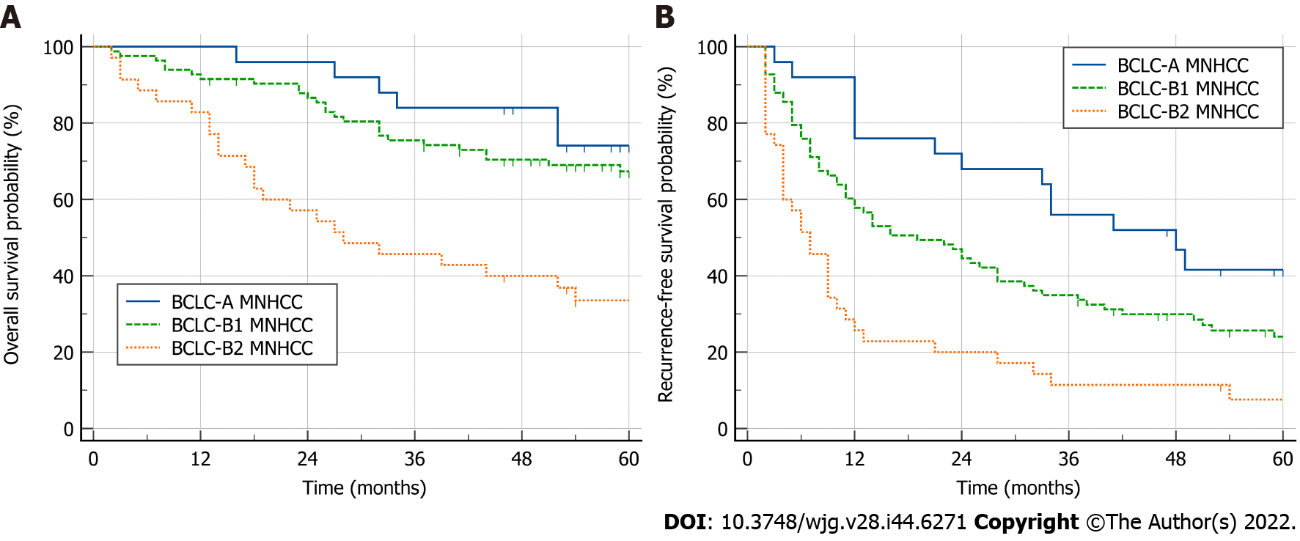 A
Overall survival probability (%)
100
80
60
40
20
0
BCLC-A MNHCC
BCLC-B1 MNHCC
BCLC-B2 MNHCC
0 12 24 36 48 60
Time (months)
B
Recurrence-free survival probability (%)
100
80
60
40
20
0
BCLC-A MNHCC
BCLC-B1 MNHCC
BCLC-B2 MNHCC
0 12 24 36 48 60
Time (months)
DOI: 10.3748/wjg.v28.i44.6271 Copyright ©The Author(s) 2022.